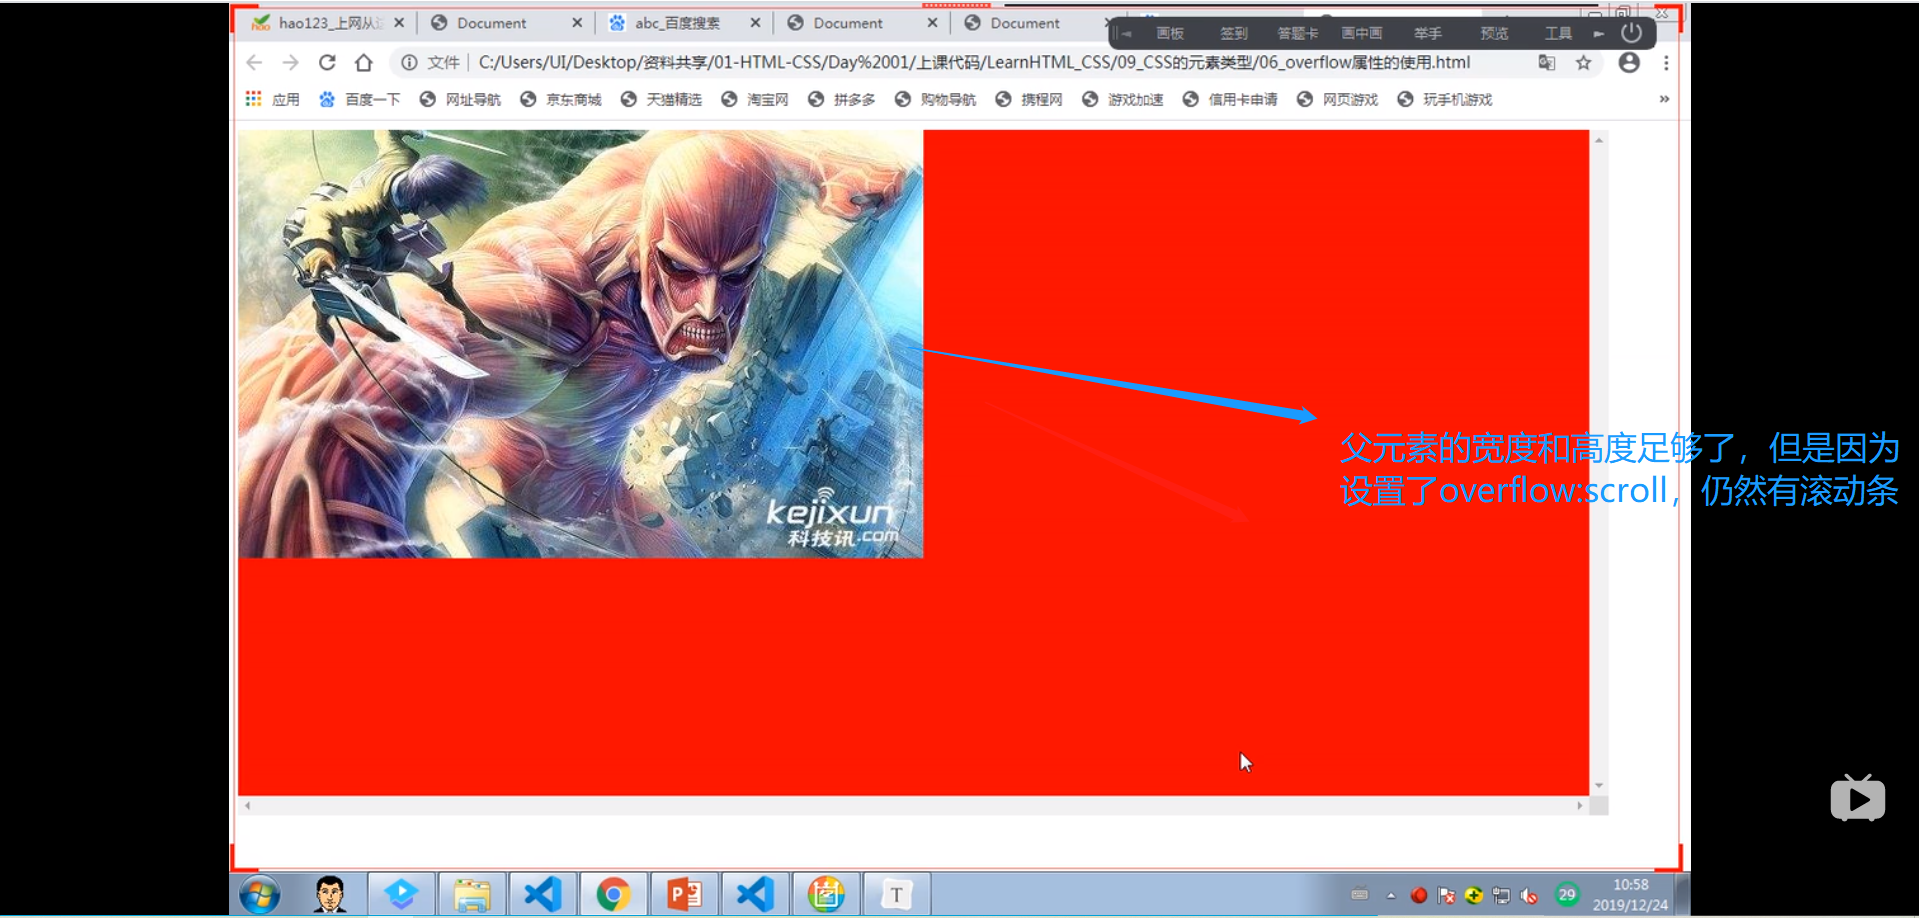 hao123_上网从这
Document
abc_百度搜索
Document
Document
画板 签到 答题卡 画中画 举手 预览 工具
文件 C:/Users/UI/Desktop/资料共享/01-HTML-CSS/Day%2001/上课代码/LearnHTML_CSS/09_CSS的元素类型/06_overflow属性的使用.html
应用 百度一下 网址导航 京东商城 天猫精选 淘宝网 拼多多 购物导航 携程网 游戏加速 信用卡申请 网页游戏 玩手机游戏 »
父元素的宽度和高度足够了，但是因为
设置了overflow:scroll，仍然有滚动条
kejixun
科技讯.com
29
10:58
2019/12/24